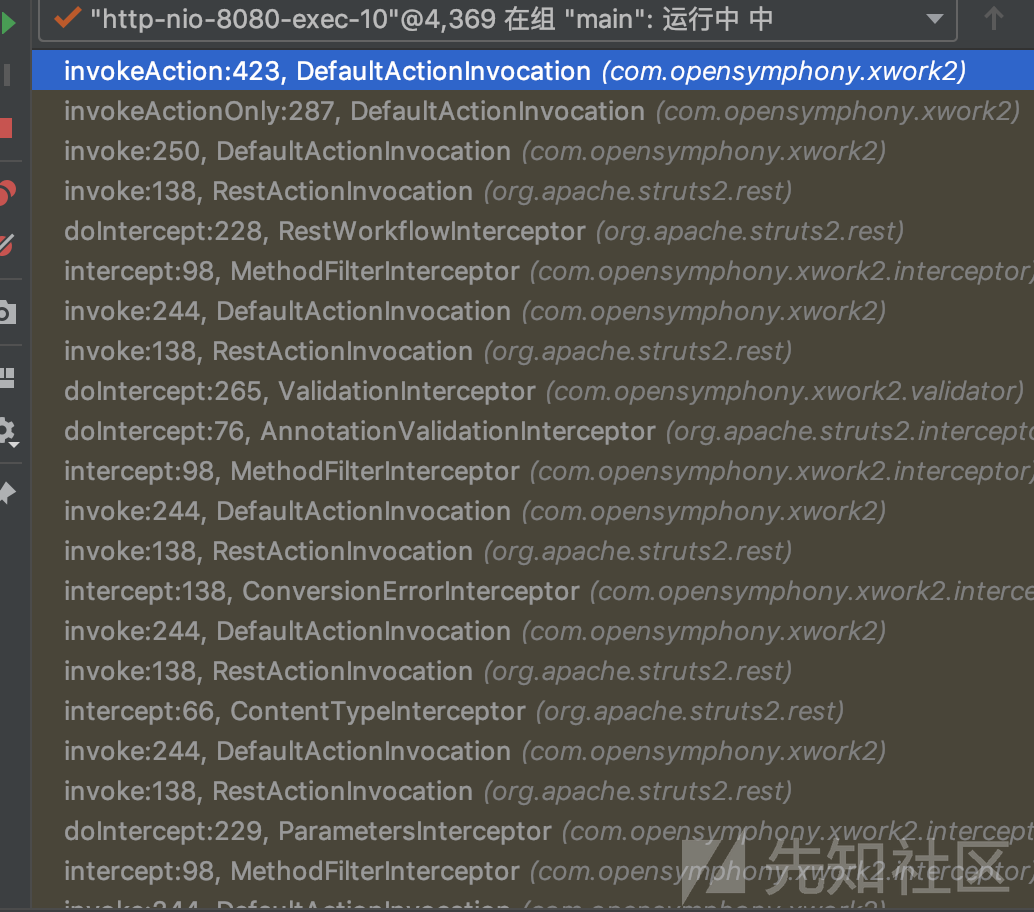 "http-nio-8080-exec-10"@4,369 在组 "main": 运行中 中
invokeAction:423, DefaultActionInvocation (com.opensymphony.xwork2)
invokeActionOnly:287, DefaultActionInvocation (com.opensymphony.xwork2)
invoke:250, DefaultActionInvocation (com.opensymphony.xwork2)
invoke:138, RestActionInvocation (org.apache.struts2.rest)
doIntercept:228, RestWorkflowInterceptor (org.apache.struts2.rest)
intercept:98, MethodFilterInterceptor (com.opensymphony.xwork2.interceptor)
invoke:244, DefaultActionInvocation (com.opensymphony.xwork2)
invoke:138, RestActionInvocation (org.apache.struts2.rest)
doIntercept:265, ValidationInterceptor (com.opensymphony.xwork2.validator)
doIntercept:76, AnnotationValidationInterceptor (org.apache.struts2.intercepto
intercept:98, MethodFilterInterceptor (com.opensymphony.xwork2.interceptor)
invoke:244, DefaultActionInvocation (com.opensymphony.xwork2)
invoke:138, RestActionInvocation (org.apache.struts2.rest)
intercept:138, ConversionErrorInterceptor (com.opensymphony.xwork2.interce
invoke:244, DefaultActionInvocation (com.opensymphony.xwork2)
invoke:138, RestActionInvocation (org.apache.struts2.rest)
intercept:66, ContentTypeInterceptor (org.apache.struts2.rest)
invoke:244, DefaultActionInvocation (com.opensymphony.xwork2)
invoke:138, RestActionInvocation (org.apache.struts2.rest)
doIntercept:229, ParametersInterceptor (com.opensymphony.xwork2.intercept
intercept:98, MethodFilterInterceptor (com.opensymphony.xwork2.interceptor)
先知社区
invoke:244, DefaultActionInvocation (com.opensymphony.xwork2)